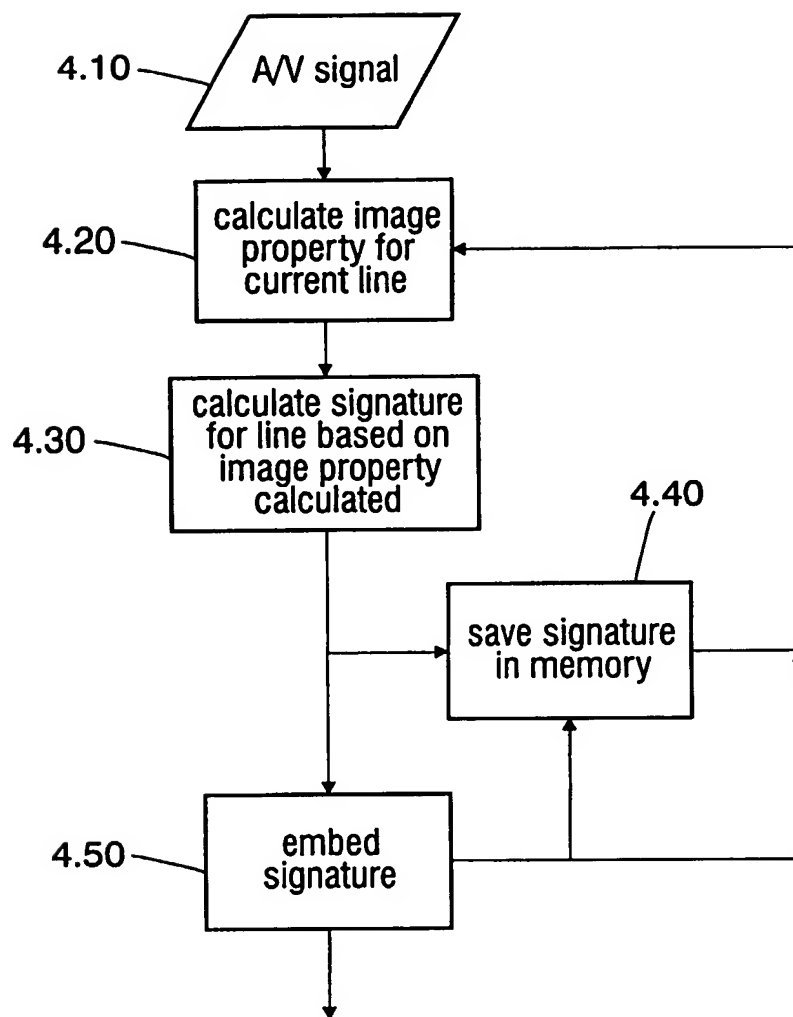 4.10
A/V signal
4.20
calculate image
property for
current line
4.30
calculate signature
for line based on
image property
calculated
4.40
save signature
in memory
4.50
embed
signature